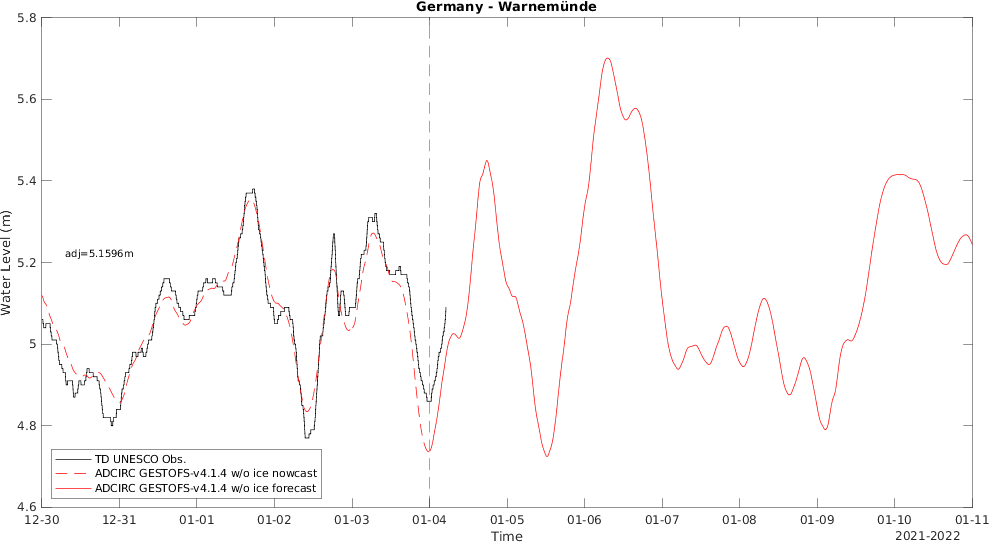 Germany - Warnemünde
5.8
5.6
5.4
5.2
5
4.8
4.6
Water Level (m)
adj=5.1596m
TD UNESCO Obs.
ADCIRC GESTOFS-v4.1.4 w/o ice nowcast
ADCIRC GESTOFS-v4.1.4 w/o ice forecast
12-30 12-31 01-01 01-02 01-03 01-04 01-05 01-06 01-07 01-08 01-09 01-10 01-11
Time
2021-2022